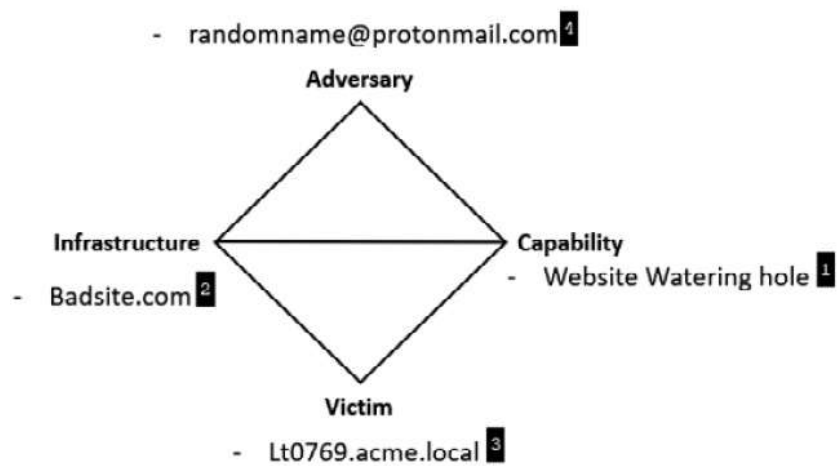 - randomname@protonmail.com 4
Adversary
Infrastructure
Capability
- Website Watering hole 1
- Badsite.com 2
Victim
- Lt0769.acme.local 3